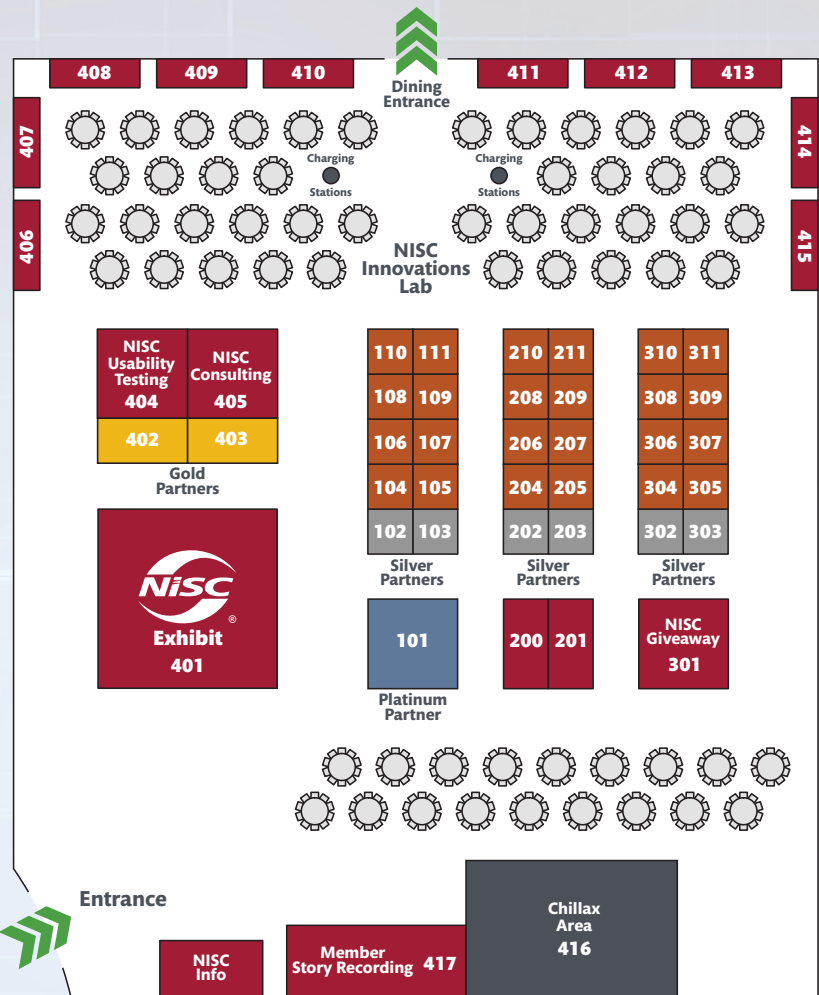 408 409 410 411 412 413
Dining
Entrance
407 414
Charging Charging
Stations Stations
406 415
NISC
Innovations
Lab
NISC
Usability
Testing
404
NISC
Consulting
405
402 403
Gold
Partners
110 111 210 211 310 311
108 109 208 209 308 309
106 107 206 207 306 307
104 105 204 205 304 305
102 103 202 203 302 303
Silver
Partners
Silver
Partners
Silver
Partners
NISC
®
Exhibit
401
101
Platinum
Partner
200 201
NISC
Giveaway
301
Entrance
NISC
Info
Member
Story Recording 417
Chillax
Area
416